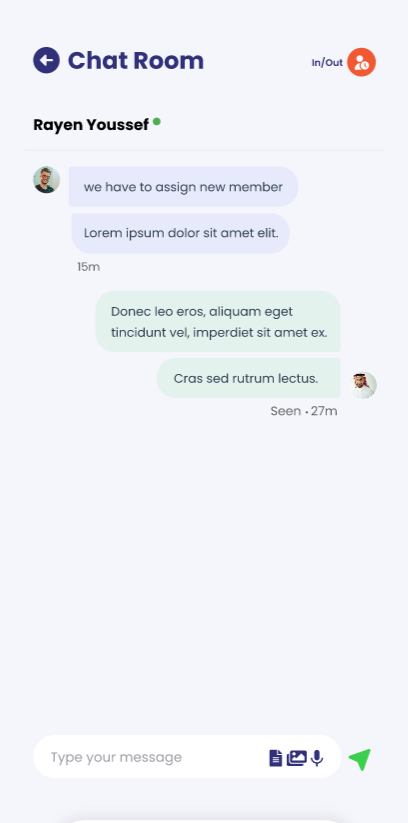 Chat Room
In/Out
Rayen Youssef
we have to assign new member
Lorem ipsum dolor sit amet elit.
15m
Donec leo eros, aliquam eget
tincidunt vel, imperdiet sit amet ex.
Cras sed rutrum lectus.
Seen • 27m
Type your message